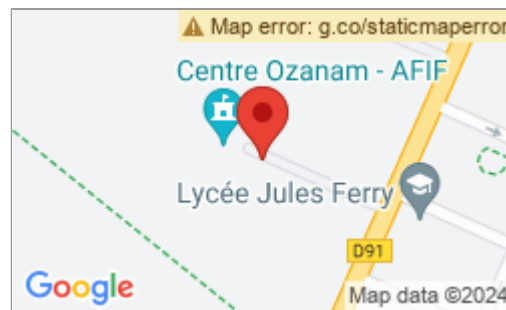 Map error: g.co/staticmaperror
Centre Ozanam - AFIF
Lycée Jules Ferry
D91
Google
Map data ©2024